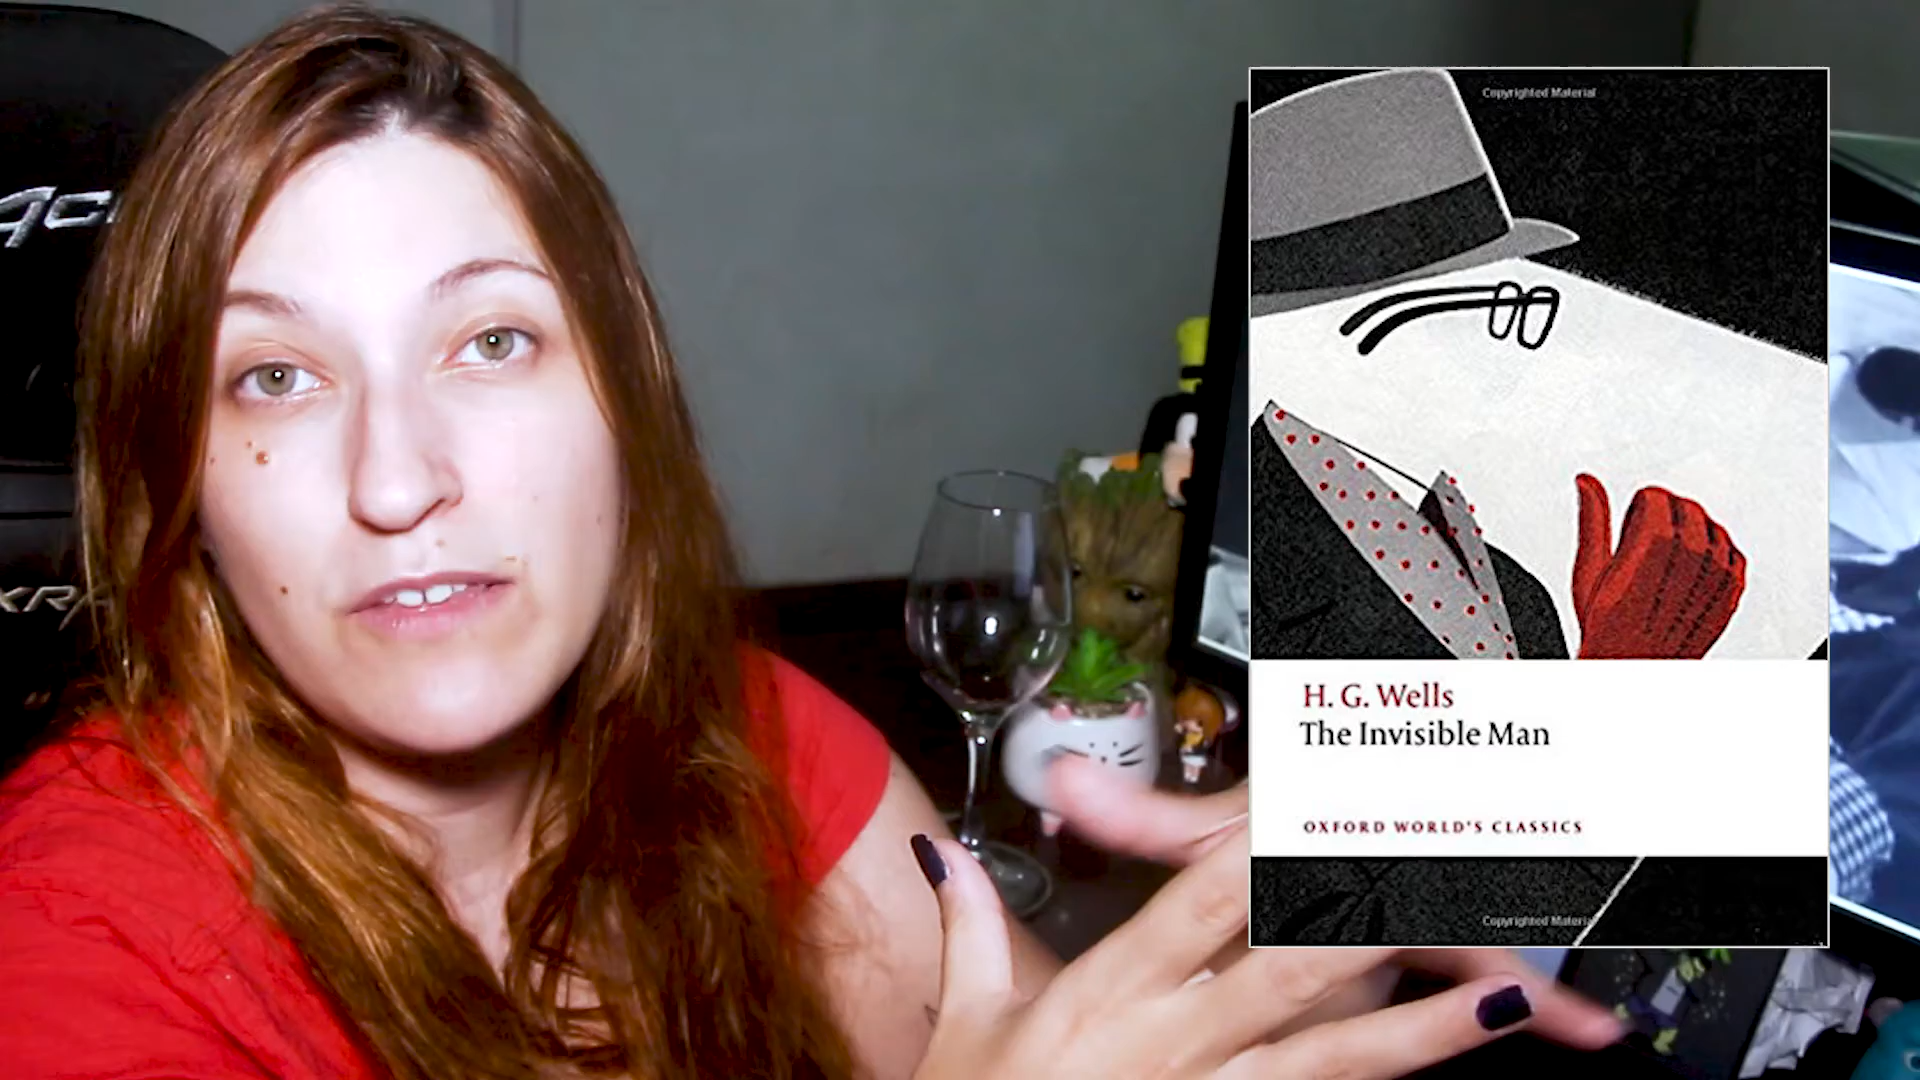 Copyrighted Material
H. G. Wells
The Invisible Man
OXFORD WORLD'S CLASSICS
Copyrighted Material